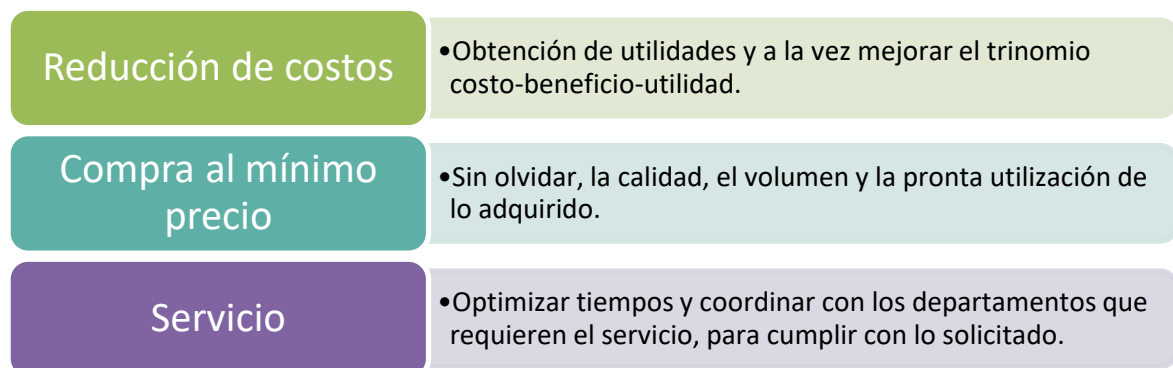 Reducción de costos
•Obtención de utilidades y a la vez mejorar el trinomio
costo-beneficio-utilidad.
Compra al mínimo
precio
•Sin olvidar, la calidad, el volumen y la pronta utilización de
lo adquirido.
Servicio
•Optimizar tiempos y coordinar con los departamentos que
requieren el servicio, para cumplir con lo solicitado.